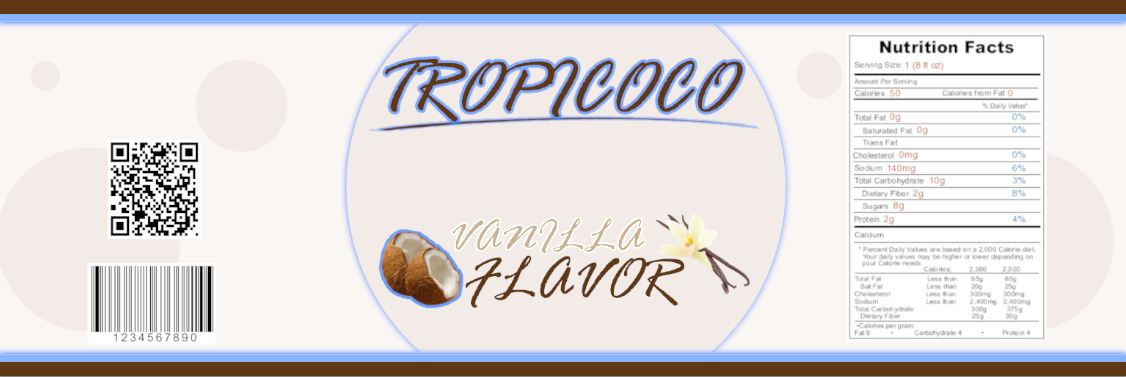 TROPICOCO
VANILLA
FLAVOR
1234567890
Nutrition Facts
Serving Size: 1 (8 fl oz)
Amount Per Serving
Calories 50 Calories from Fat 0
% Daily Value*
Total Fat 0g 0%
Saturated Fat 0g 0%
Trans Fat
Cholesterol 0mg 0%
Sodium 140mg 6%
Total Carbohydrate 10g 3%
Dietary Fiber 2g 8%
Sugars 8g
Protein 2g 4%
Calcium
* Percent Daily Values are based on a 2,000 Calorie diet.
Your daily values may be higher or lower depending on
your Calorie needs:
Calories: 2,000 2,500
Total Fat Less than 65g 80g
Sat Fat Less than 20g 25g
Cholesterol Less than 300mg 300mg
Sodium Less than 2,400mg 2,400mg
Total Carbohydrate 300g 375g
Dietary Fiber 25g 30g
•Calories per gram:
Fat 9 • Carbohydrate 4 • Protein 4